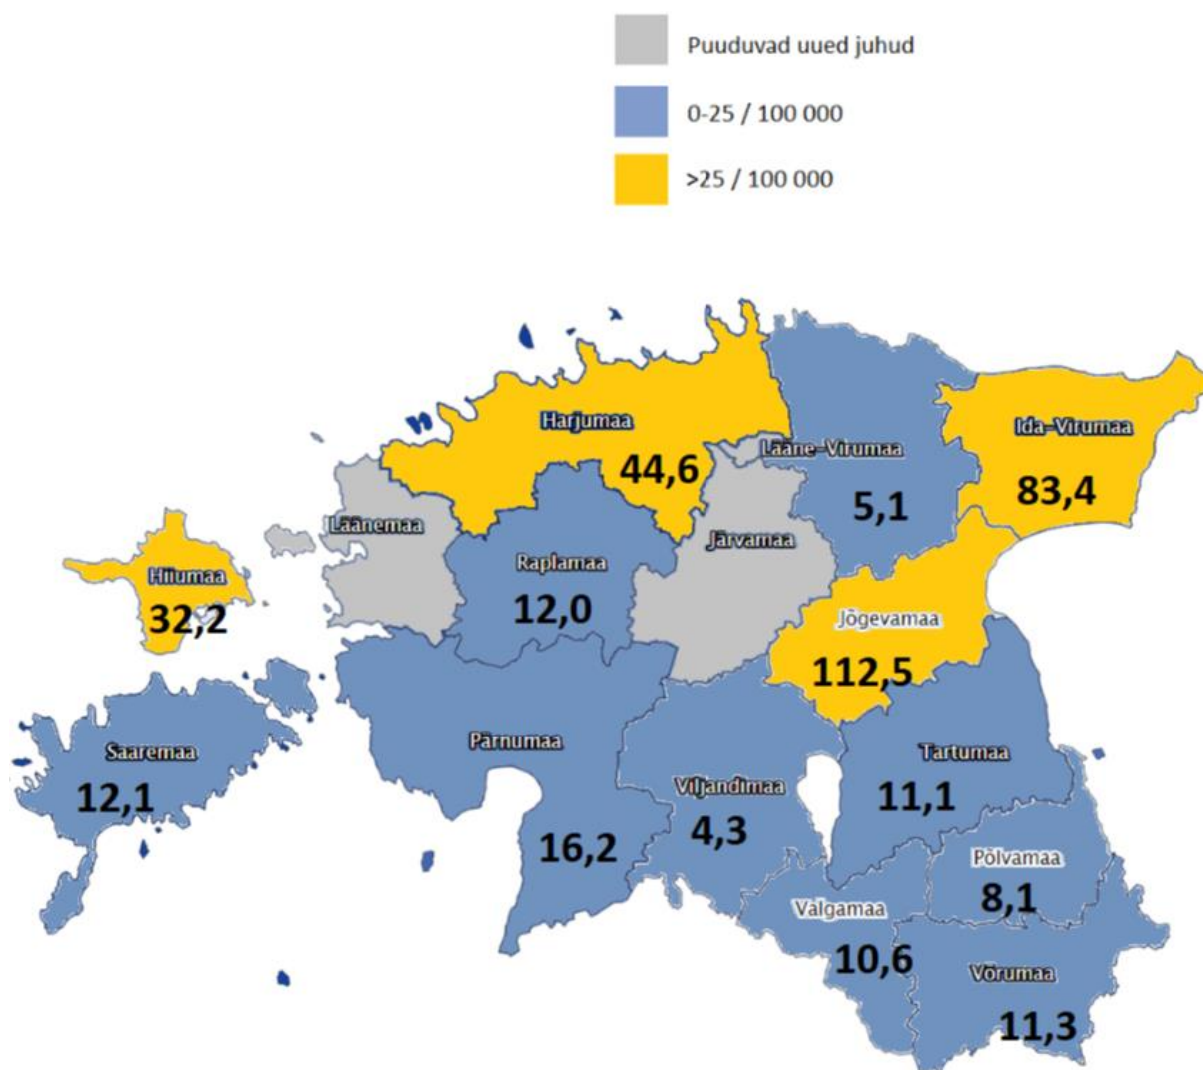 Puuduvad uued juhud
0-25 / 100 000
>25 / 100 000
Harjumaa
44,6
Lääne-Virumaa
5,1
Ida-Virumaa
83,4
Läänemaa
Hiiumaa
32,2
Raplamaa
12,0
Järvamaa
Jõgevamaa
112,5
Saaremaa
12,1
Pärnumaa
16,2
Viljandimaa
4,3
Tartumaa
11,1
Põlvamaa
8,1
Valgamaa
10,6
Võrumaa
11,3